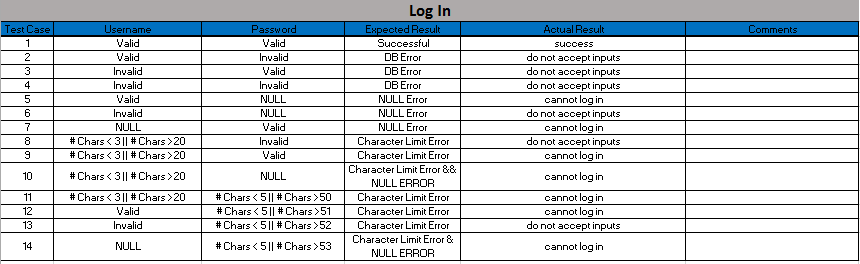 Log In
Test Case Username Password Expected Result Actual Result Comments
1 Valid Valid Successful success
2 Valid Invalid DB Error do not accept inputs
3 Invalid Valid DB Error do not accept inputs
4 Invalid Invalid DB Error do not accept inputs
5 Valid NULL NULL Error cannot log in
6 Invalid NULL NULL Error do not accept inputs
7 NULL Valid NULL Error cannot log in
8 # Chars < 3 || # Chars >20 Invalid Character Limit Error do not accept inputs
9 # Chars < 3 || # Chars >20 Valid Character Limit Error cannot log in
10 # Chars < 3 || # Chars >20 NULL Character Limit Error && NULL ERROR cannot log in
11 # Chars < 3 || # Chars >20 # Chars < 5 || # Chars >50 Character Limit Error cannot log in
12 Valid # Chars < 5 || # Chars >51 Character Limit Error cannot log in
13 Invalid # Chars < 5 || # Chars >52 Character Limit Error do not accept inputs
14 NULL # Chars < 5 || # Chars >53 Character Limit Error & NULL ERROR cannot log in